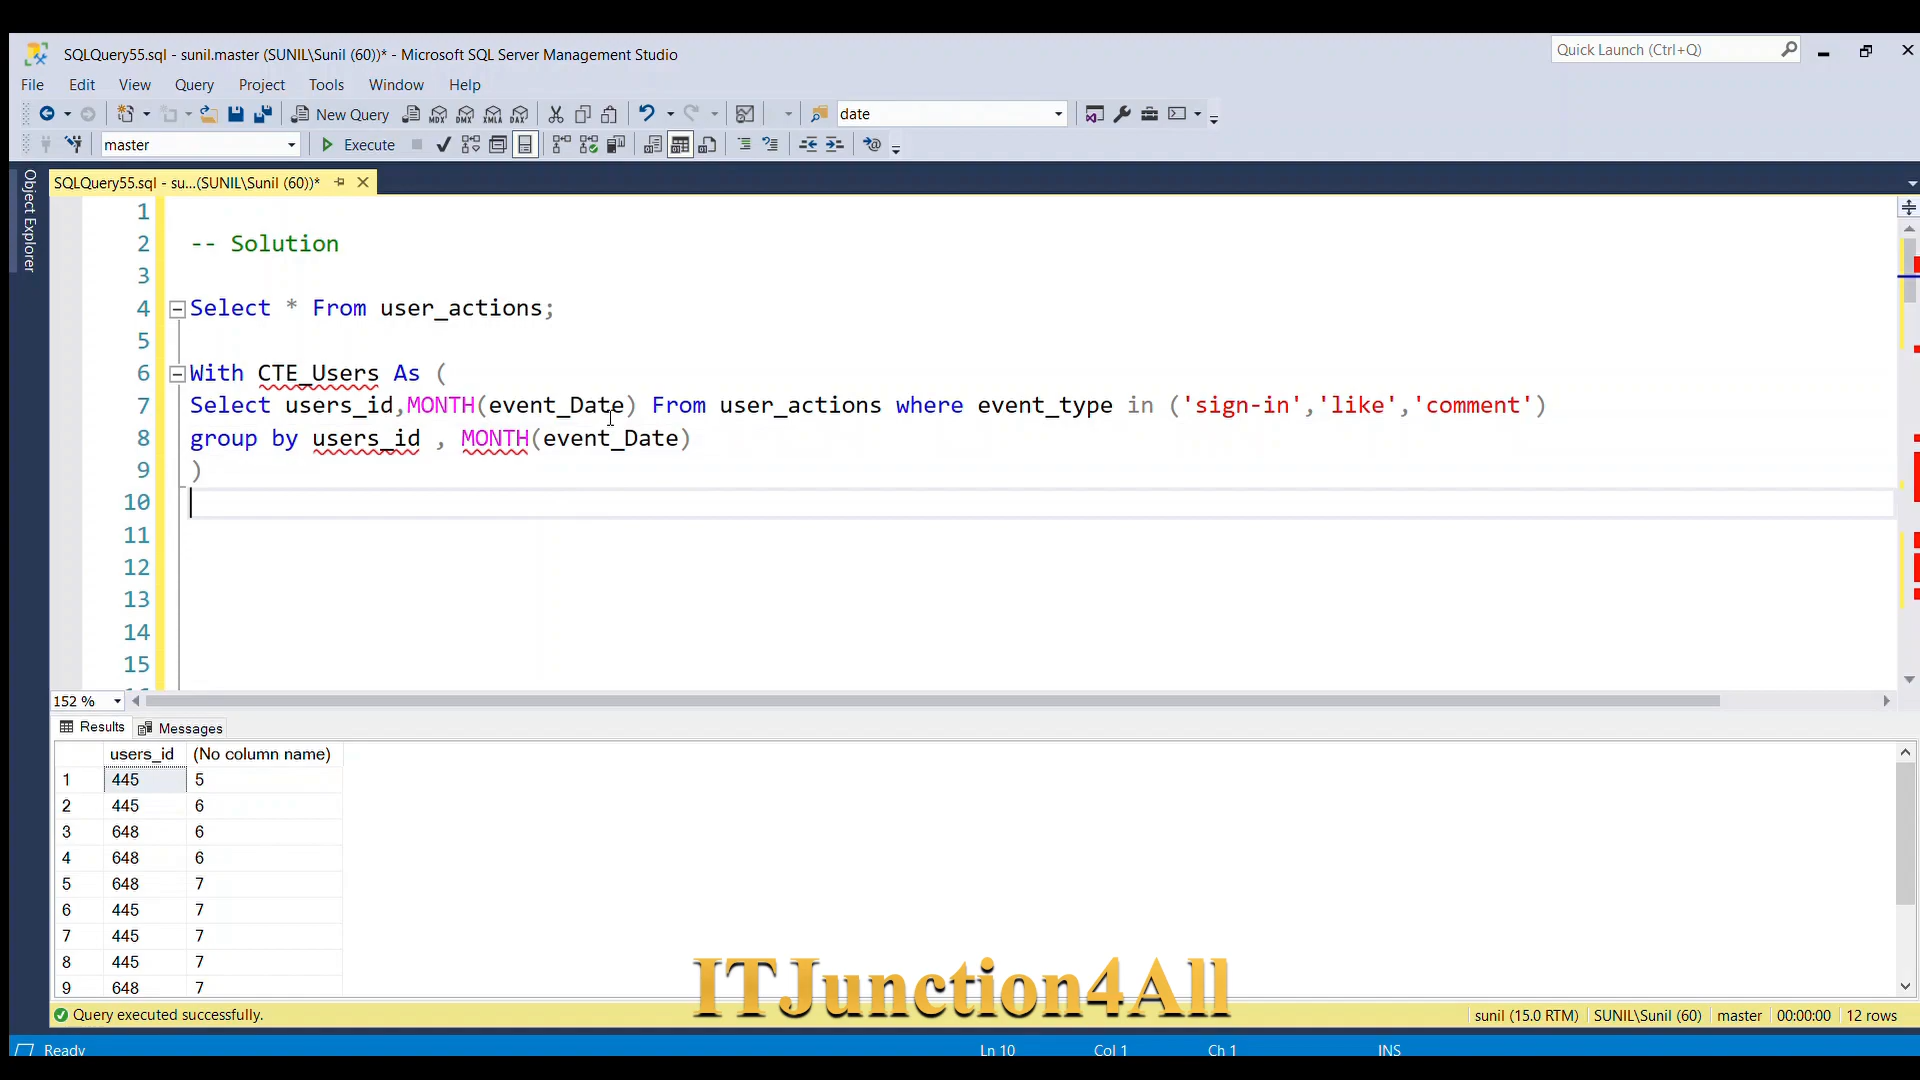 SQLQuery55.sql - sunil.master (SUNIL\Sunil (60))* - Microsoft SQL Server Management Studio
Quick Launch (Ctrl+Q)
File Edit View Query Project Tools Window Help
New Query
date
master
Execute
Object Explorer
SQLQuery55.sql - su...(SUNIL\Sunil (60))*
1
2 -- Solution
3
4 Select * From user_actions;
5
6 With CTE_Users As (
7 Select users_id,MONTH(event_Date) From user_actions where event_type in ('sign-in','like','comment')
8 group by users_id , MONTH(event_Date)
9 )
10
11
12
13
14
15
152 %
Results Messages
users_id (No column name)
1 445 5
2 445 6
3 648 6
4 648 6
5 648 7
6 445 7
7 445 7
8 445 7
9 648 7
ITJunction4All
Query executed successfully.
sunil (15.0 RTM) SUNIL\Sunil (60) master 00:00:00 12 rows
Ready Ln 10 Col 1 Ch 1 INS